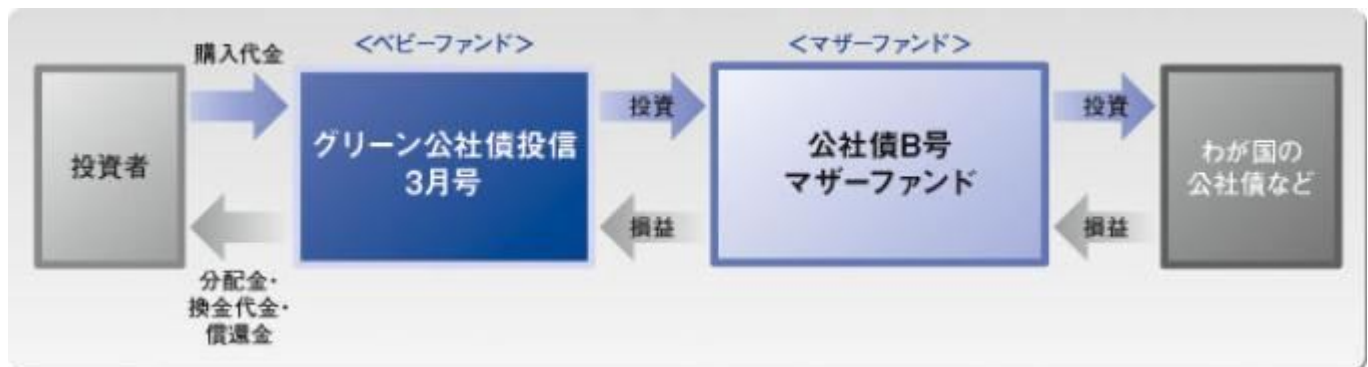 購入代金
<ベビーファンド>
<マザーファンド>
投資者
グリーン公社債投信
3月号
投資
公社債B号
マザーファンド
投資
わが国の
公社債など
損益
損益
分配金・
換金代金・
償還金